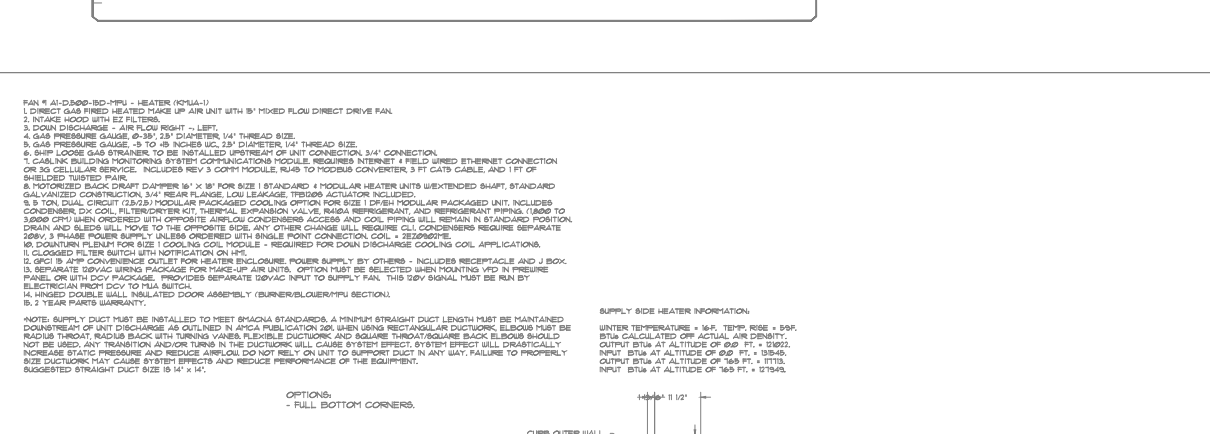 FAN 9 A1-D.500-15D-MPU - HEATER (KMUA-1)
1. DIRECT GAS FIRED HEATED MAKE UP AIR UNIT WITH 15" MIXED FLOW DIRECT DRIVE FAN.
2. INTAKE HOOD WITH EZ FILTERS.
3. DOWN DISCHARGE - AIR FLOW RIGHT -> LEFT.
4. GAS PRESSURE GAUGE, 0-35", 2.5" DIAMETER, 1/4" THREAD SIZE.
5. GAS PRESSURE GAUGE, -5 TO +15 INCHES WC., 2.5" DIAMETER, 1/4" THREAD SIZE.
6. SHIP LOOSE GAS STRAINER. TO BE INSTALLED UPSTREAM OF UNIT CONNECTION. 3/4" CONNECTION.
7. CASLINK BUILDING MONITORING SYSTEM COMMUNICATIONS MODULE. REQUIRES INTERNET & FIELD WIRED ETHERNET CONNECTION
OR 3G CELLULAR SERVICE. INCLUDES REV 3 COMM MODULE, RJ45 TO MODBUS CONVERTER, 3 FT CAT5 CABLE, AND 1 FT OF
SHIELDED TWISTED PAIR.
8. MOTORIZED BACK DRAFT DAMPER 16" X 18" FOR SIZE 1 STANDARD & MODULAR HEATER UNITS W/EXTENDED SHAFT, STANDARD
GALVANIZED CONSTRUCTION, 3/4" REAR FLANGE, LOW LEAKAGE, TFB120S ACTUATOR INCLUDED.
9. 5 TON, DUAL CIRCUIT (2.5/2.5) MODULAR PACKAGED COOLING OPTION FOR SIZE 1 DF/EH MODULAR PACKAGED UNIT. INCLUDES
CONDENSER, DX COIL, FILTER/DRYER KIT, THERMAL EXPANSION VALVE, R410A REFRIGERANT, AND REFRIGERANT PIPING. (1,800 TO
3,000 CFM) WHEN ORDERED WITH OPPOSITE AIRFLOW CONDENSERS ACCESS AND COIL PIPING WILL REMAIN IN STANDARD POSITION.
DRAIN AND SLEDS WILL MOVE TO THE OPPOSITE SIDE. ANY OTHER CHANGE WILL REQUIRE CL1. CONDENSERS REQUIRE SEPARATE
208V, 3 PHASE POWER SUPPLY UNLESS ORDERED WITH SINGLE POINT CONNECTION. COIL = 2EZ0902ME.
10. DOWNTURN PLENUM FOR SIZE 1 COOLING COIL MODULE - REQUIRED FOR DOWN DISCHARGE COOLING COIL APPLICATIONS.
11. CLOGGED FILTER SWITCH WITH NOTIFICATION ON HMI.
12. GFCI 15 AMP CONVENIENCE OUTLET FOR HEATER ENCLOSURE. POWER SUPPLY BY OTHERS - INCLUDES RECEPTACLE AND J BOX.
13. SEPARATE 120VAC WIRING PACKAGE FOR MAKE-UP AIR UNITS. OPTION MUST BE SELECTED WHEN MOUNTING VFD IN PREWIRE
PANEL OR WITH DCV PACKAGE. PROVIDES SEPARATE 120VAC INPUT TO SUPPLY FAN. THIS 120V SIGNAL MUST BE RUN BY
ELECTRICIAN FROM DCV TO MUA SWITCH.
14. HINGED DOUBLE WALL INSULATED DOOR ASSEMBLY (BURNER/BLOWER/MPU SECTION).
15. 2 YEAR PARTS WARRANTY.
SUPPLY SIDE HEATER INFORMATION:
*NOTE: SUPPLY DUCT MUST BE INSTALLED TO MEET SMACNA STANDARDS. A MINIMUM STRAIGHT DUCT LENGTH MUST BE MAINTAINED
DOWNSTREAM OF UNIT DISCHARGE AS OUTLINED IN AMCA PUBLICATION 201. WHEN USING RECTANGULAR DUCTWORK, ELBOWS MUST BE
RADIUS THROAT, RADIUS BACK WITH TURNING VANES. FLEXIBLE DUCTWORK AND SQUARE THROAT/SQUARE BACK ELBOWS SHOULD
NOT BE USED. ANY TRANSITION AND/OR TURNS IN THE DUCTWORK WILL CAUSE SYSTEM EFFECT. SYSTEM EFFECT WILL DRASTICALLY
INCREASE STATIC PRESSURE AND REDUCE AIRFLOW. DO NOT RELY ON UNIT TO SUPPORT DUCT IN ANY WAY. FAILURE TO PROPERLY
SIZE DUCTWORK MAY CAUSE SYSTEM EFFECTS AND REDUCE PERFORMANCE OF THE EQUIPMENT.
SUGGESTED STRAIGHT DUCT SIZE IS 14" x 14".
WINTER TEMPERATURE = 16°F. TEMP. RISE = 59°F.
BTUs CALCULATED OFF ACTUAL AIR DENSITY.
OUTPUT BTUs AT ALTITUDE OF 0.0 FT. = 121022.
INPUT BTUs AT ALTITUDE OF 0.0 FT. = 131545.
OUTPUT BTUs AT ALTITUDE OF 765 FT. = 117713.
INPUT BTUs AT ALTITUDE OF 765 FT. = 127949.
OPTIONS:
- FULL BOTTOM CORNERS.
11 1/2"